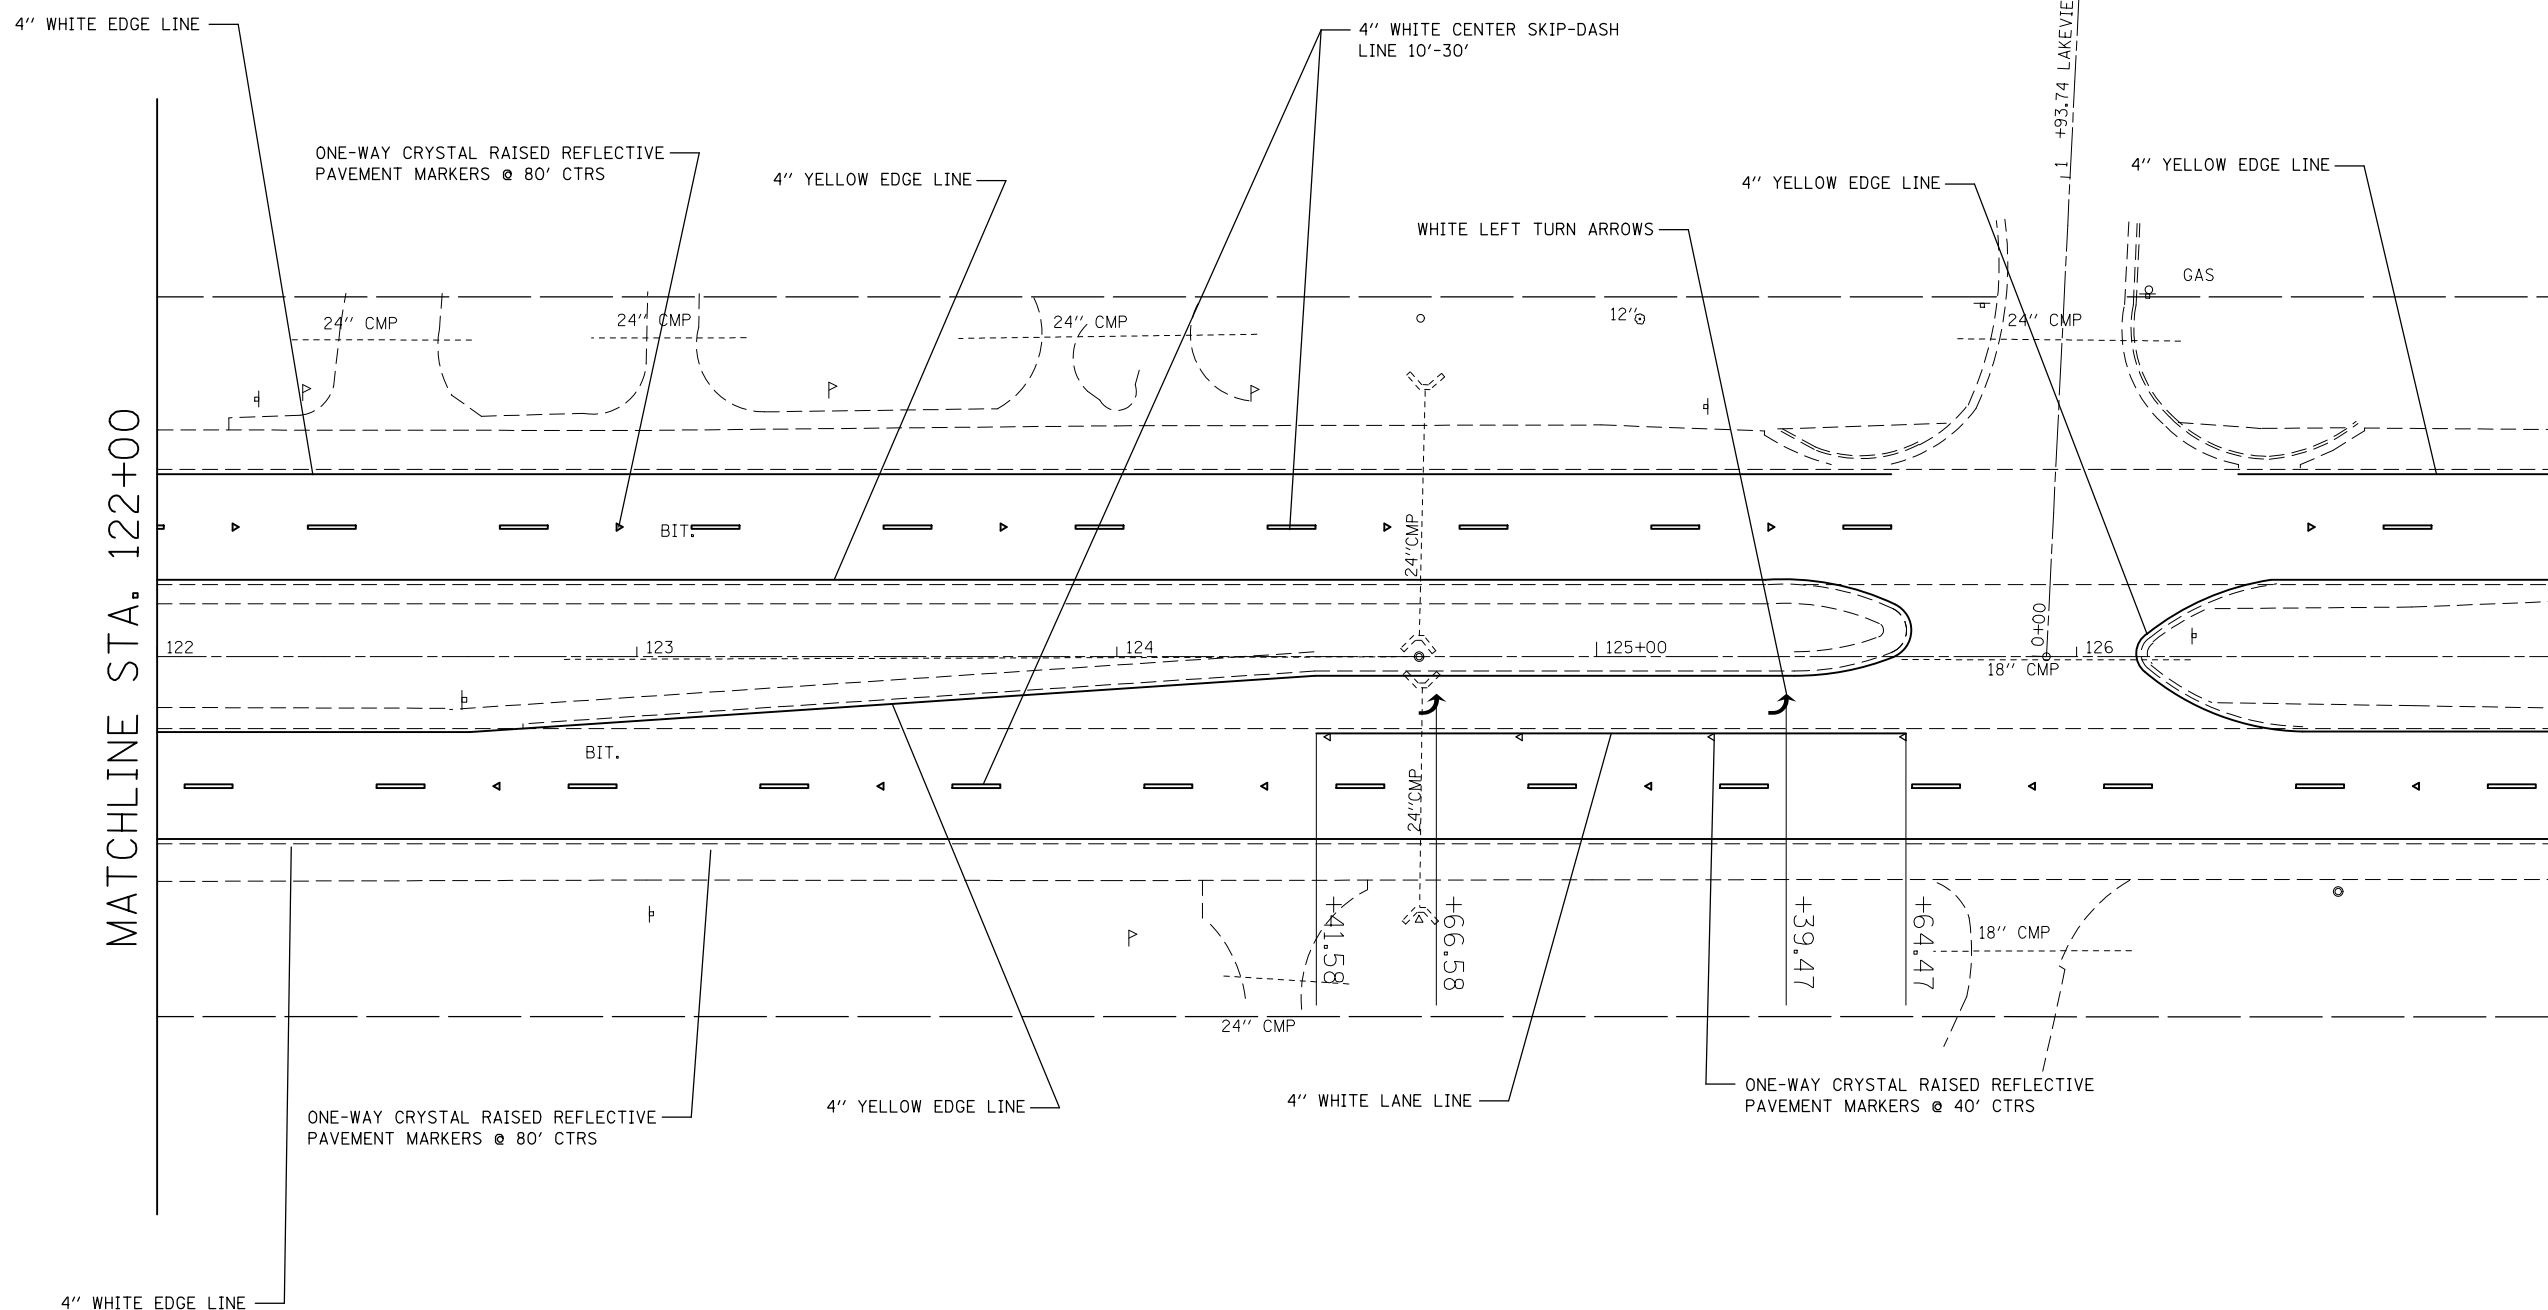 4'' WHITE EDGE LINE
4'' WHITE CENTER SKIP-DASH
LINE 10'-30'
1 +93.74 LAKEVIE
ONE-WAY CRYSTAL RAISED REFLECTIVE
PAVEMENT MARKERS @ 80' CTRS
4'' YELLOW EDGE LINE
4'' YELLOW EDGE LINE
4'' YELLOW EDGE LINE
WHITE LEFT TURN ARROWS
GAS
24'' CMP
24'' CMP
24'' CMP
12''
24'' CMP
MATCHLINE STA. 122+00
BIT.
24''CMP
122
123
124
125+00
0+00
126
18'' CMP
BIT.
24''CMP
+41.58
+66.58
+39.47
+64.47
18'' CMP
24'' CMP
ONE-WAY CRYSTAL RAISED REFLECTIVE
PAVEMENT MARKERS @ 80' CTRS
4'' YELLOW EDGE LINE
4'' WHITE LANE LINE
ONE-WAY CRYSTAL RAISED REFLECTIVE
PAVEMENT MARKERS @ 40' CTRS
4'' WHITE EDGE LINE